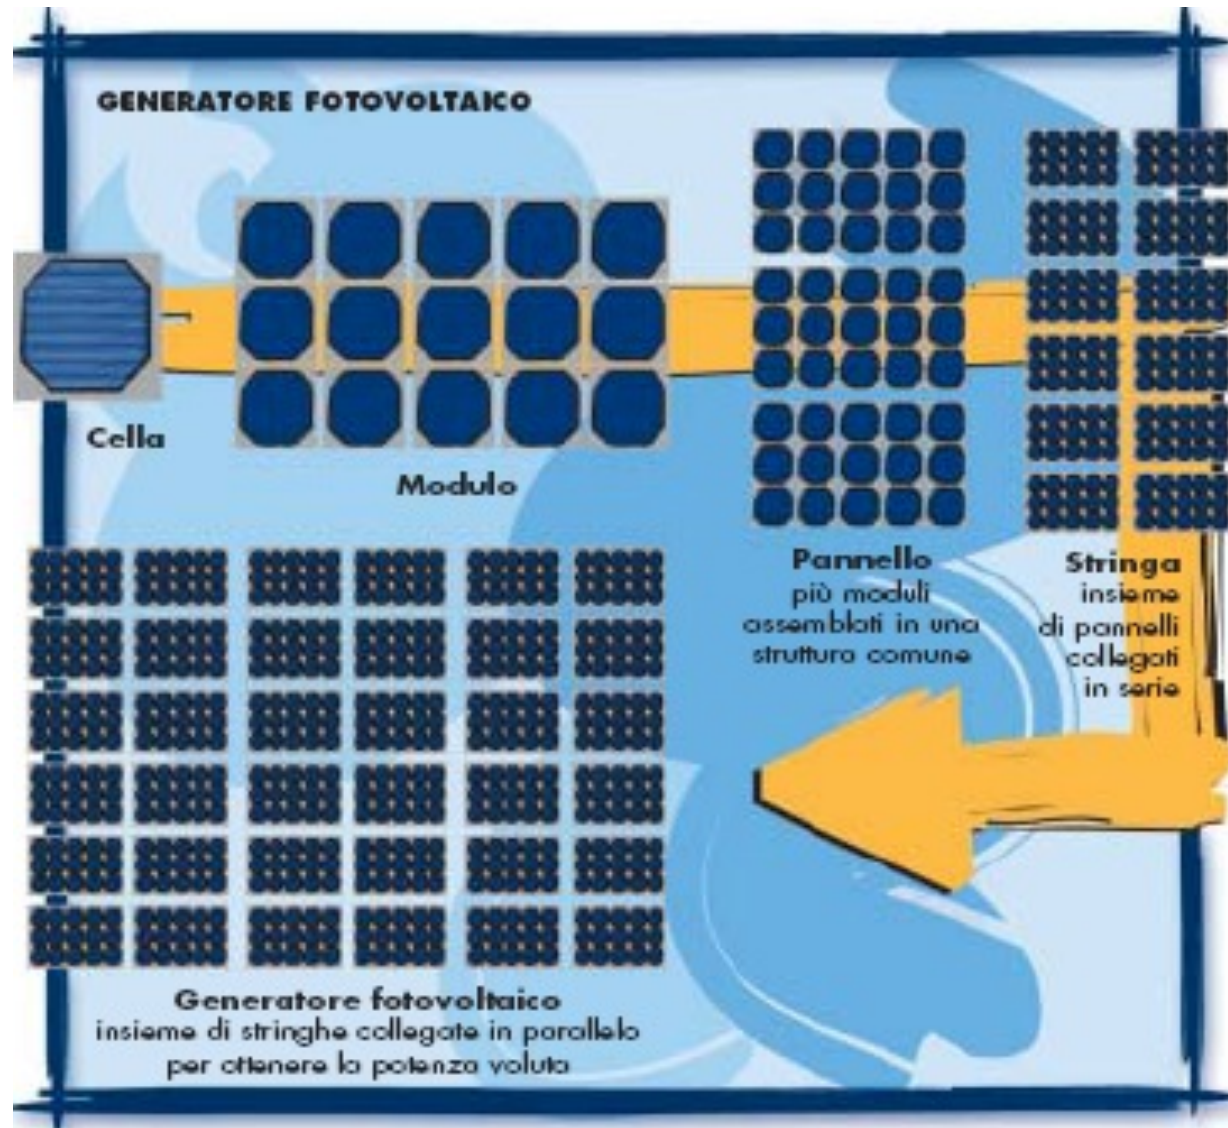 GENERATORE FOTOVOLTAICO
Cella
Modulo
Pannello
più moduli
assemblati in una
struttura comune
Stringa
insieme
di pannelli
collegati
in serie
Generatore fotovoltaico
insieme di stringhe collegate in parallelo
per ottenere la potenza voluta